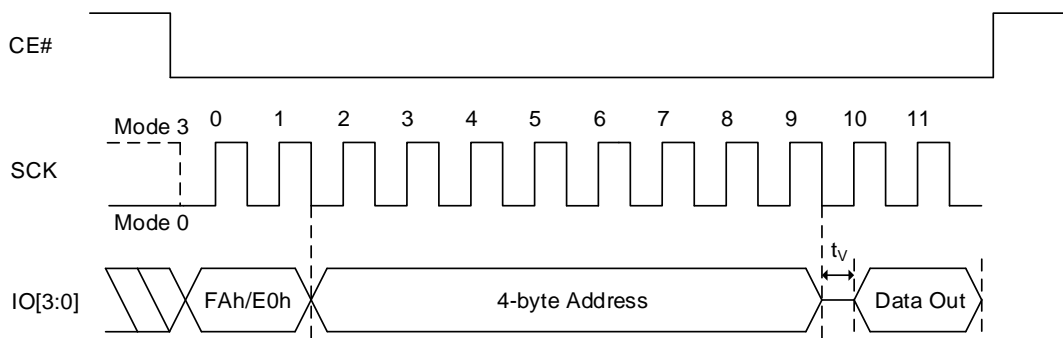 CE#
Mode 3
0 1 2 3 4 5 6 7 8 9 10 11
SCK
Mode 0
tV
IO[3:0]
FAh/E0h
4-byte Address
Data Out